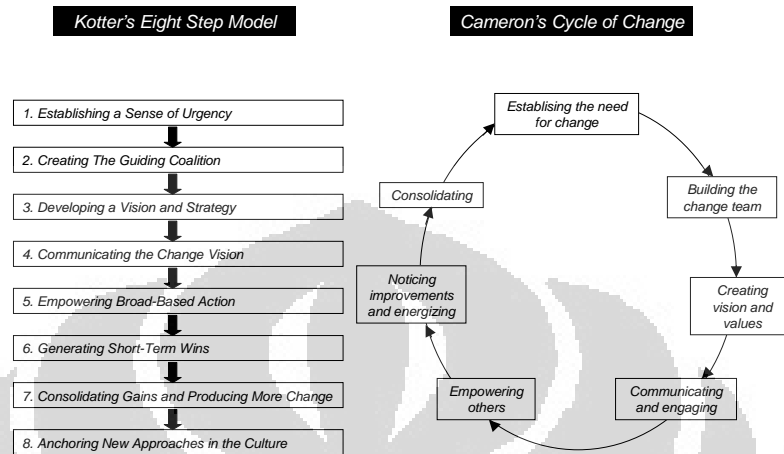 Kotter's Eight Step Model
1. Establishing a Sense of Urgency
2. Creating The Guiding Coalition
3. Developing a Vision and Strategy
4. Communicating the Change Vision
5. Empowering Broad-Based Action
6. Generating Short-Term Wins
7. Consolidating Gains and Producing More Change
8. Anchoring New Approaches in the Culture
Cameron's Cycle of Change
Establising the need
for change
Building the
change team
Creating
vision and
values
Communicating
and engaging
Empowering
others
Noticing
improvements
and energizing
Consolidating